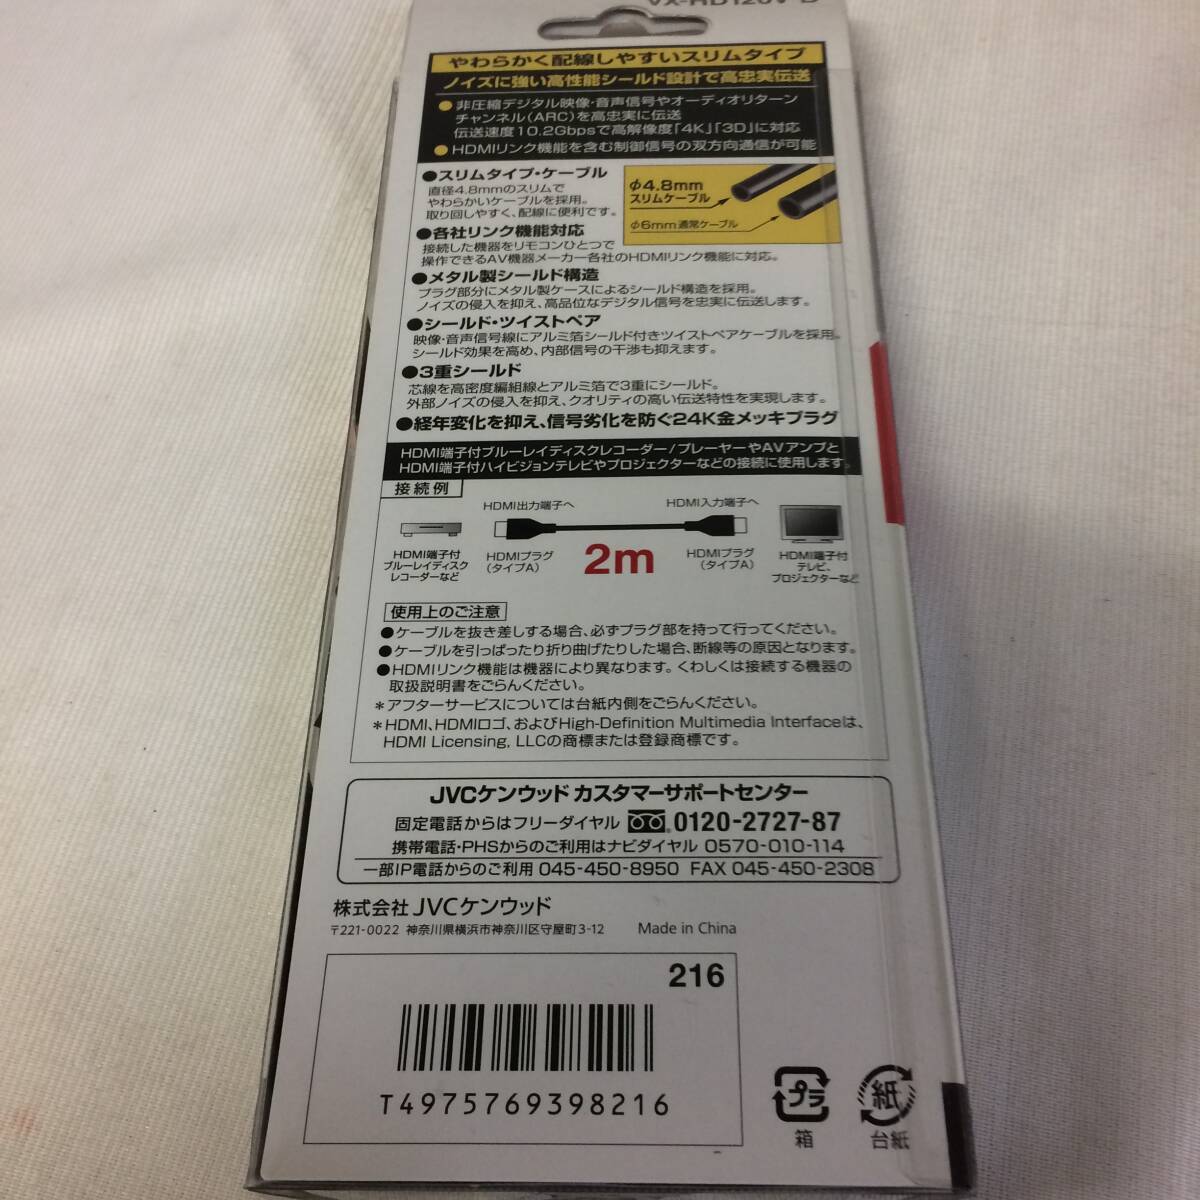 やわらかく配線しやすいスリムタイプ
ノイズに強い高性能シールド設計で高忠実伝送
●非圧縮デジタル映像・音声信号やオーディオリターン
チャンネル(ARC)を高忠実に伝送
伝送速度10.2Gbpsで高解像度「4K」「3D」に対応
●HDMIリンク機能を含む制御信号の双方向通信が可能
●スリムタイプ・ケーブル
直径4.8mmのスリムで
やわらかいケーブルを採用。
取り回しやすく、配線に便利です。
φ4.8mm
スリムケーブル
φ6mm通常ケーブル
●各社リンク機能対応
接続した機器をリモコンひとつで
操作できるAV機器メーカー各社のHDMIリンク機能に対応。
●メタル製シールド構造
プラグ部分にメタル製ケースによるシールド構造を採用。
ノイズの侵入を抑え、高品位なデジタル信号を忠実に伝送します。
●シールド・ツイストペア
映像・音声信号線にアルミ箔シールド付きツイストペアケーブルを採用。
シールド効果を高め、内部信号の干渉も抑えます。
●3重シールド
芯線を高密度編組線とアルミ箔で3重にシールド。
外部ノイズの侵入を抑え、クオリティの高い伝送特性を実現します。
●経年変化を抑え、信号劣化を防ぐ24K金メッキプラグ
HDMI端子付ブルーレイディスクレコーダー/プレーヤーやAVアンプと
HDMI端子付ハイビジョンテレビやプロジェクターなどの接続に使用します。
接続例
HDMI出力端子へ
HDMI入力端子へ
HDMI端子付
ブルーレイディスク
レコーダーなど
HDMIプラグ
(タイプA)
2m
HDMIプラグ
(タイプA)
HDMI端子付
テレビ、
プロジェクターなど
使用上のご注意
●ケーブルを抜き差しする場合、必ずプラグ部を持って行ってください。
●ケーブルを引っぱったり折り曲げたりした場合、断線等の原因となります。
●HDMIリンク機能は機器により異なります。くわしくは接続する機器の
取扱説明書をごらんください。
*アフターサービスについては台紙内側をごらんください。
*HDMI、HDMIロゴ、およびHigh-Definition Multimedia Interfaceは、
HDMI Licensing, LLCの商標または登録商標です。
JVCケンウッド カスタマーサポートセンター
固定電話からはフリーダイヤル 0120-2727-87
携帯電話・PHSからのご利用はナビダイヤル 0570-010-114
一部IP電話からのご利用 045-450-8950 FAX 045-450-2308
株式会社 JVCケンウッド
〒221-0022 神奈川県横浜市神奈川区守屋町3-12 Made in China
216
T4975769398216
プラ
箱
紙
台紙